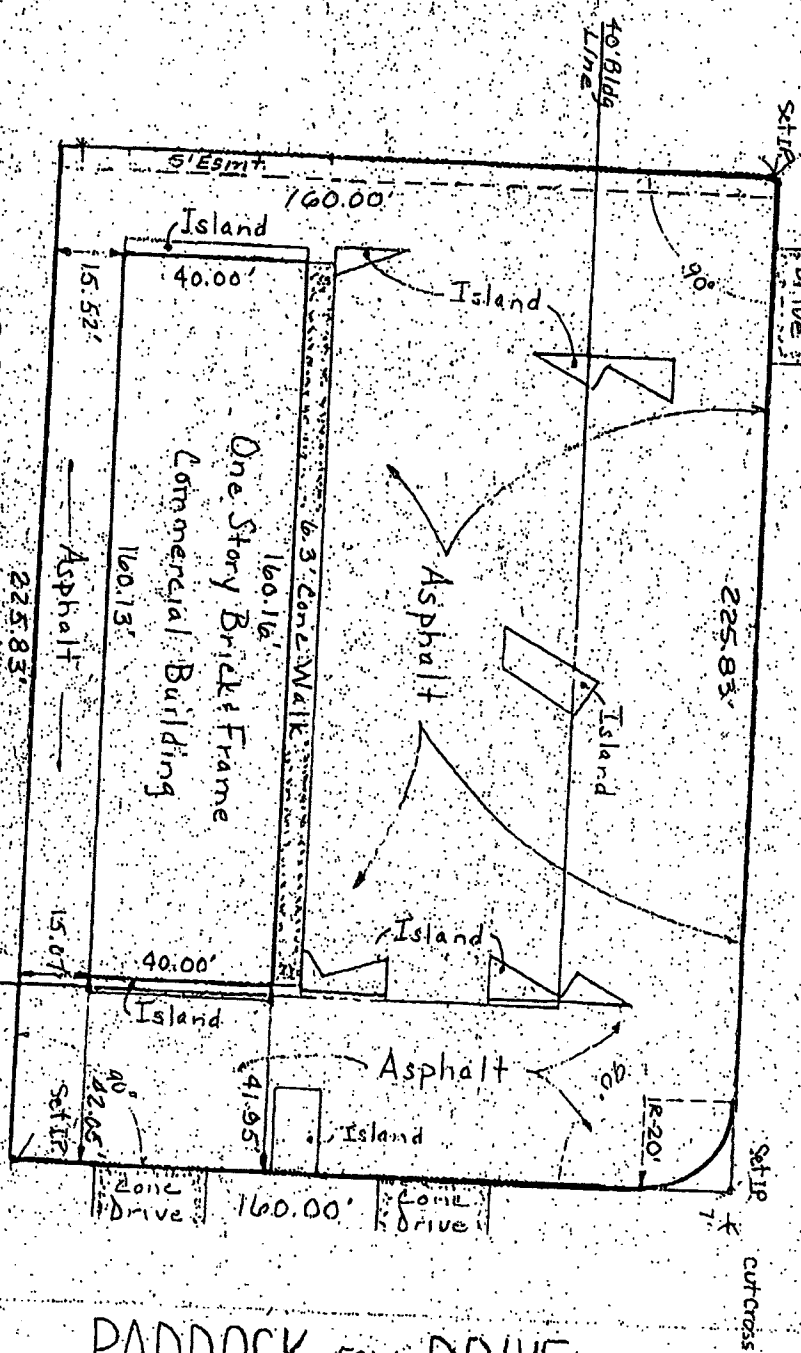 40' Bldg
Line
Set IP
5' Esmt.
160.00'
Island
40.00'
15.52'
Island
90°
225.83'
One Story Brick & Frame
Commercial Building
160.16'
6.3' Conc Walk
160.13'
Asphalt
Asphalt
Island
225.83'
15.07'
40.00'
Island
Island
Asphalt
90°
R-20'
Set IP
7'
Cut Cross
Set IP
90°
42.05'
41.95'
Island
Conc
Drive
160.00'
Conc
Drive
PADDOCK
DRIVE